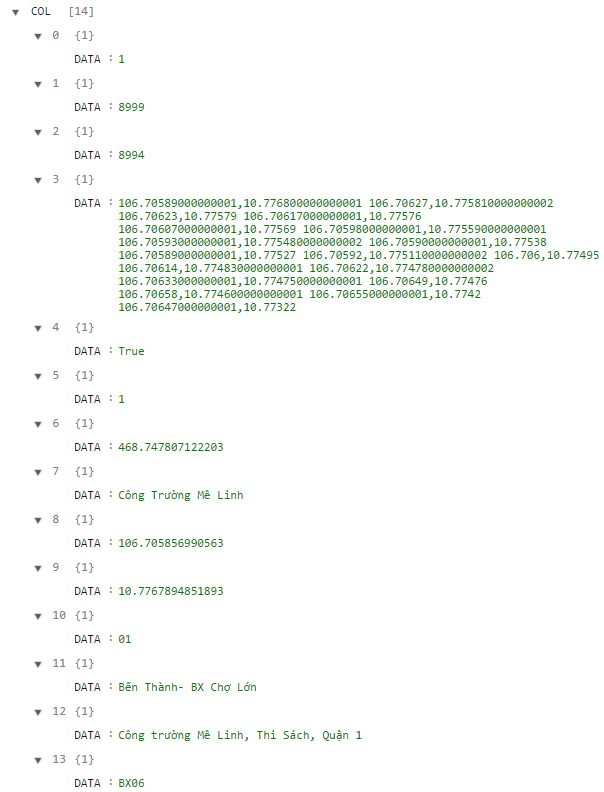 ▼ COL [14]
▼ 0 {1}
DATA : 1
▼ 1 {1}
DATA : 8999
▼ 2 {1}
DATA : 8994
▼ 3 {1}
DATA : 106.70589000000001,10.776800000000001 106.70627,10.775810000000002
106.70623,10.77579 106.70617000000001,10.77576
106.70607000000001,10.77569 106.70598000000001,10.775590000000001
106.70593000000001,10.775480000000002 106.70590000000001,10.77538
106.70589000000001,10.77527 106.70592,10.775110000000002 106.706,10.77495
106.70614,10.774830000000001 106.70622,10.774780000000002
106.70633000000001,10.774750000000001 106.70649,10.77476
106.70658,10.774600000000001 106.70655000000001,10.7742
106.70647000000001,10.77322
▼ 4 {1}
DATA : True
▼ 5 {1}
DATA : 1
▼ 6 {1}
DATA : 468.747807122203
▼ 7 {1}
DATA : Công Trường Mê Linh
▼ 8 {1}
DATA : 106.705856990563
▼ 9 {1}
DATA : 10.7767894851893
▼ 10 {1}
DATA : 01
▼ 11 {1}
DATA : Bến Thành- BX Chợ Lớn
▼ 12 {1}
DATA : Công trường Mê Linh, Thi Sách, Quận 1
▼ 13 {1}
DATA : BX06